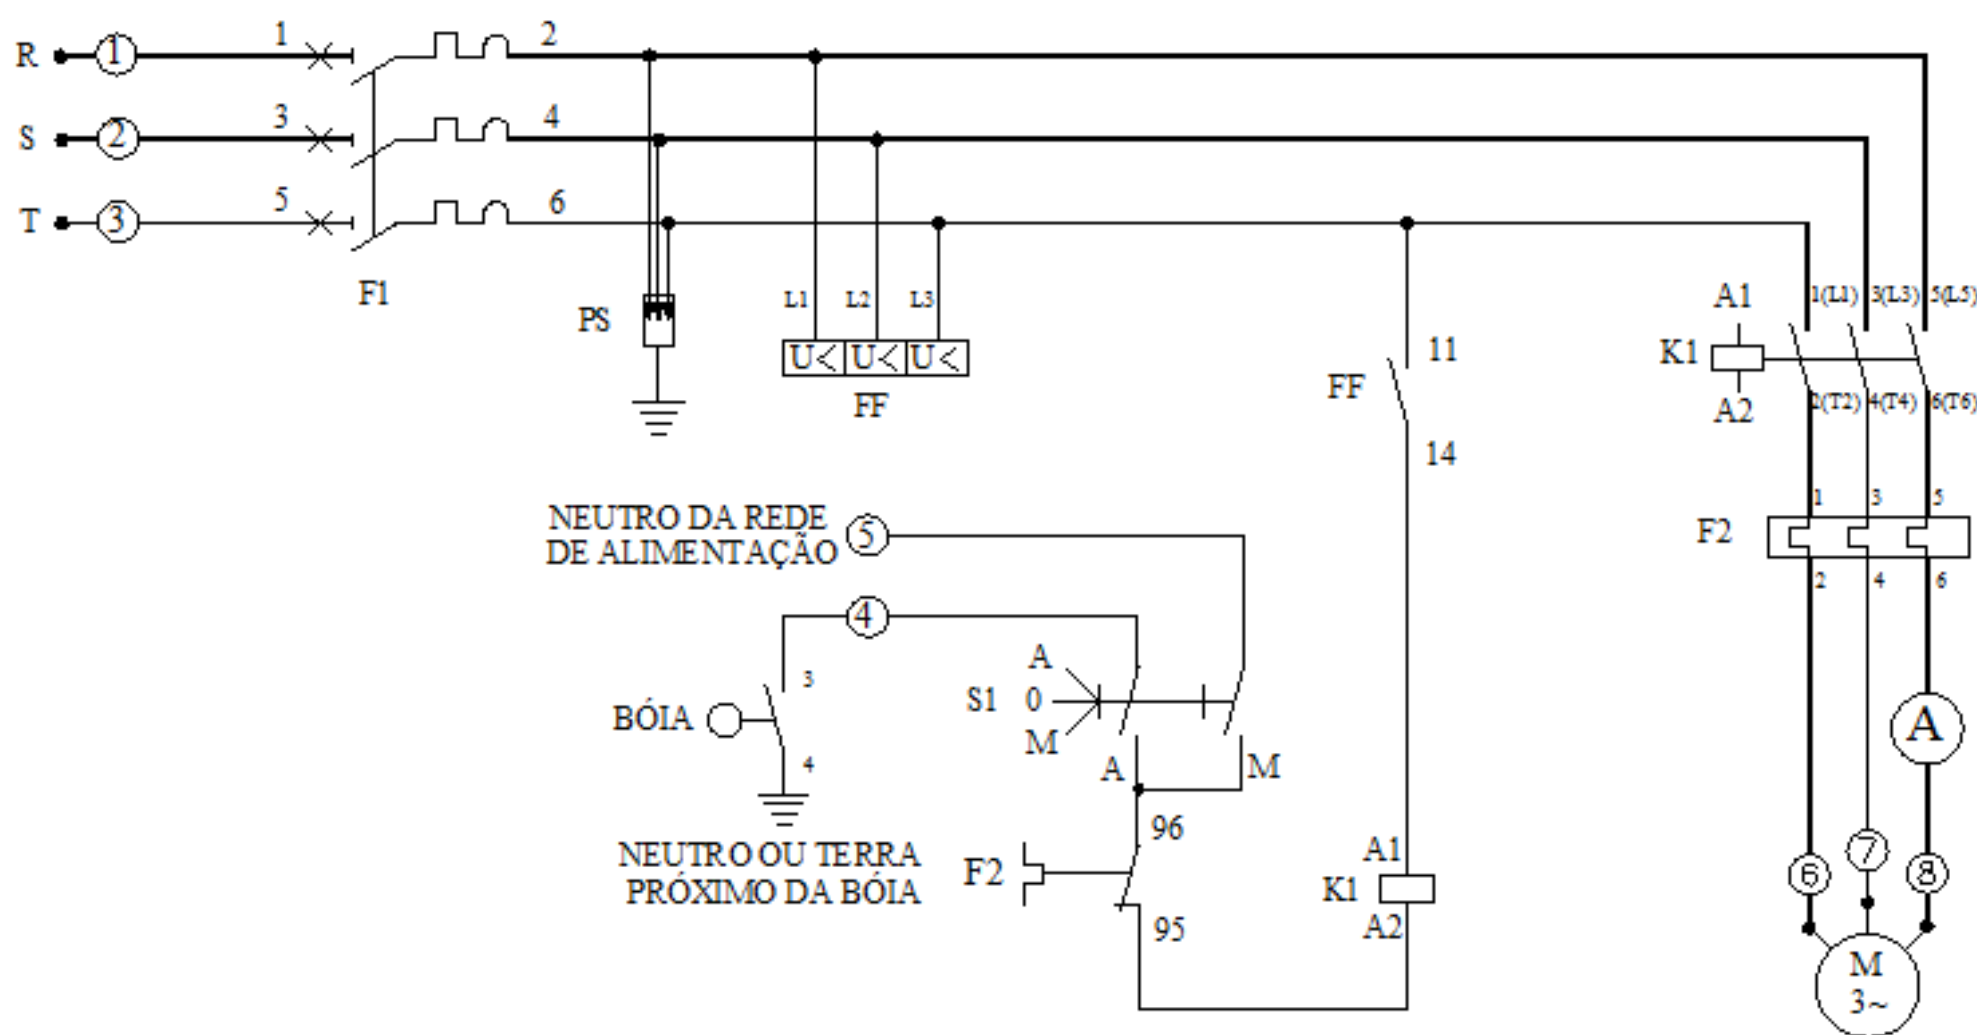 R 1 1 2
S 2 3 4
T 3 5 6
F1
PS
L1 L2 L3
U< U< U<
FF
FF 11
14
A1 1(L1) 3(L3) 5(L5)
K1
A2 2(T2) 4(T4) 6(T6)
1 3 5
F2
2 4 6
NEUTRO DA REDE
DE ALIMENTAÇÃO
5
4
A
S1 0
M
A M
3
BÓIA
4
NEUTRO OU TERRA
PRÓXIMO DA BÓIA
96
F2
95
A1
K1
A2
A
6 7 8
M
3~